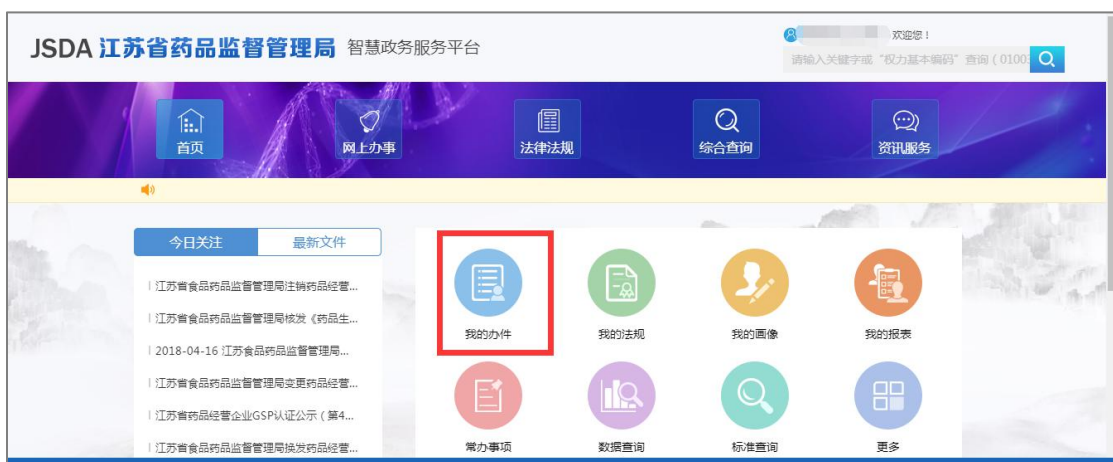 JSDA 江苏省药品监督管理局 智慧政务服务平台
欢迎您！
请输入关键字或“权力基本编码”查询（0100
首页
网上办事
法律法规
综合查询
资讯服务
今日关注
最新文件
江苏省食品药品监督管理局注销药品经营...
江苏省食品药品监督管理局核发《药品生...
2018-04-16 江苏食品药品监督管理局...
江苏省食品药品监督管理局变更药品经营...
江苏省药品经营企业GSP认证公示（第4...
江苏省食品药品监督管理局换发药品经营...
我的办件
我的法规
我的画像
我的报表
常办事项
数据查询
标准查询
更多